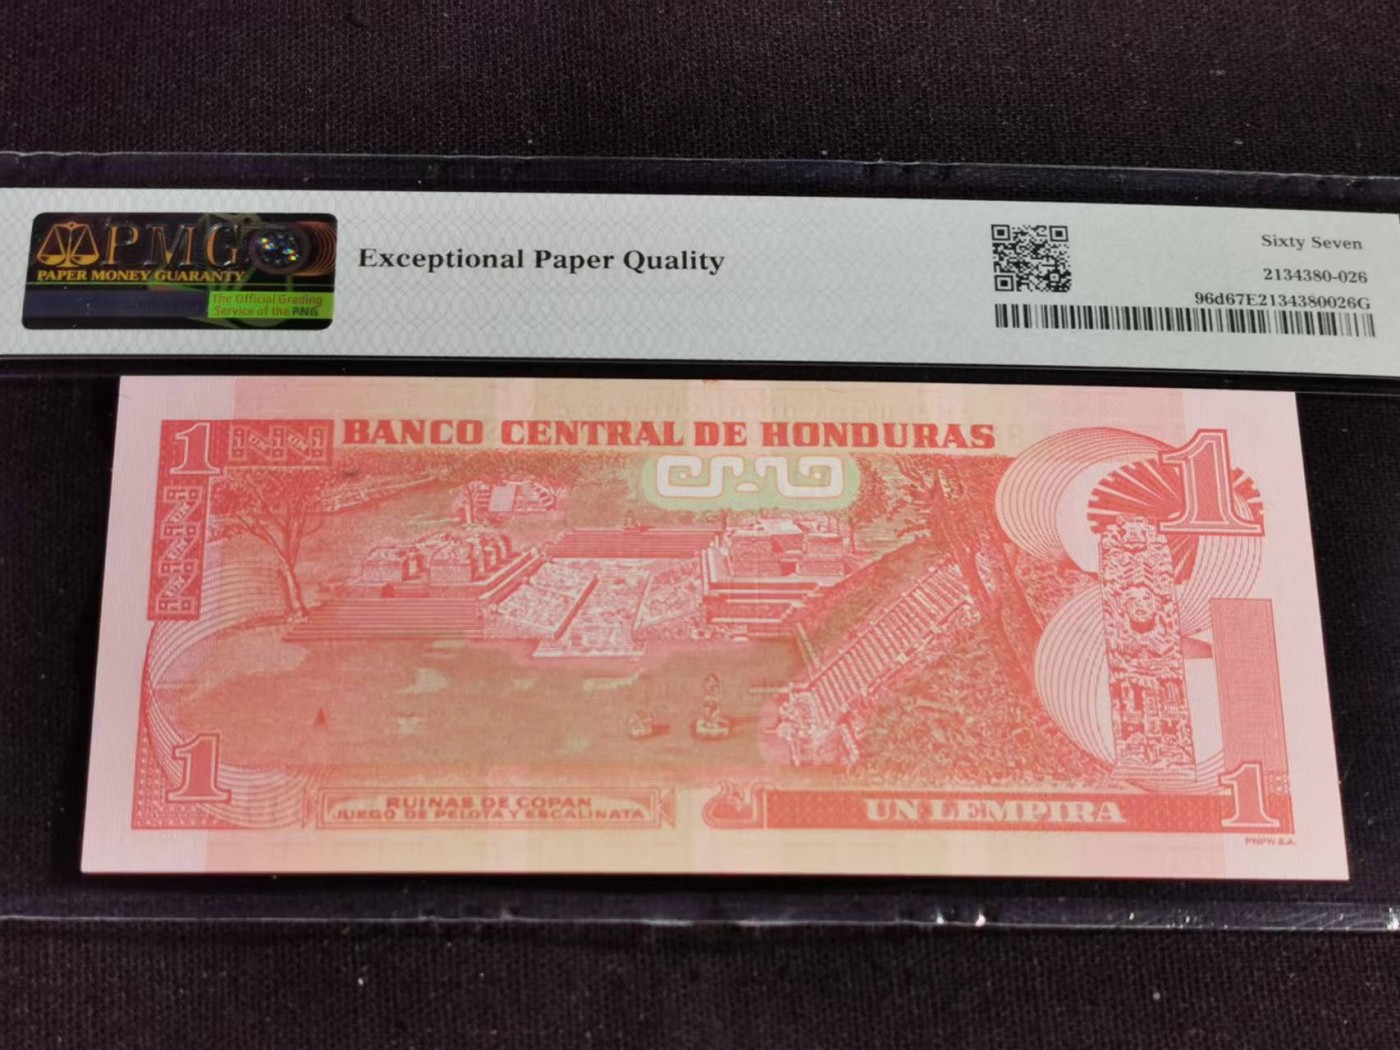 PMG
PAPER MONEY GUARANTY
The Official Grading
Service of the PNG
Exceptional Paper Quality
Sixty Seven
2134380-026
96d67E2134380026G
1
BANCO CENTRAL DE HONDURAS
1
1
RUINAS DE COPAN
JUEGO DE PELOTA Y ESCALINATA
UN LEMPIRA
1